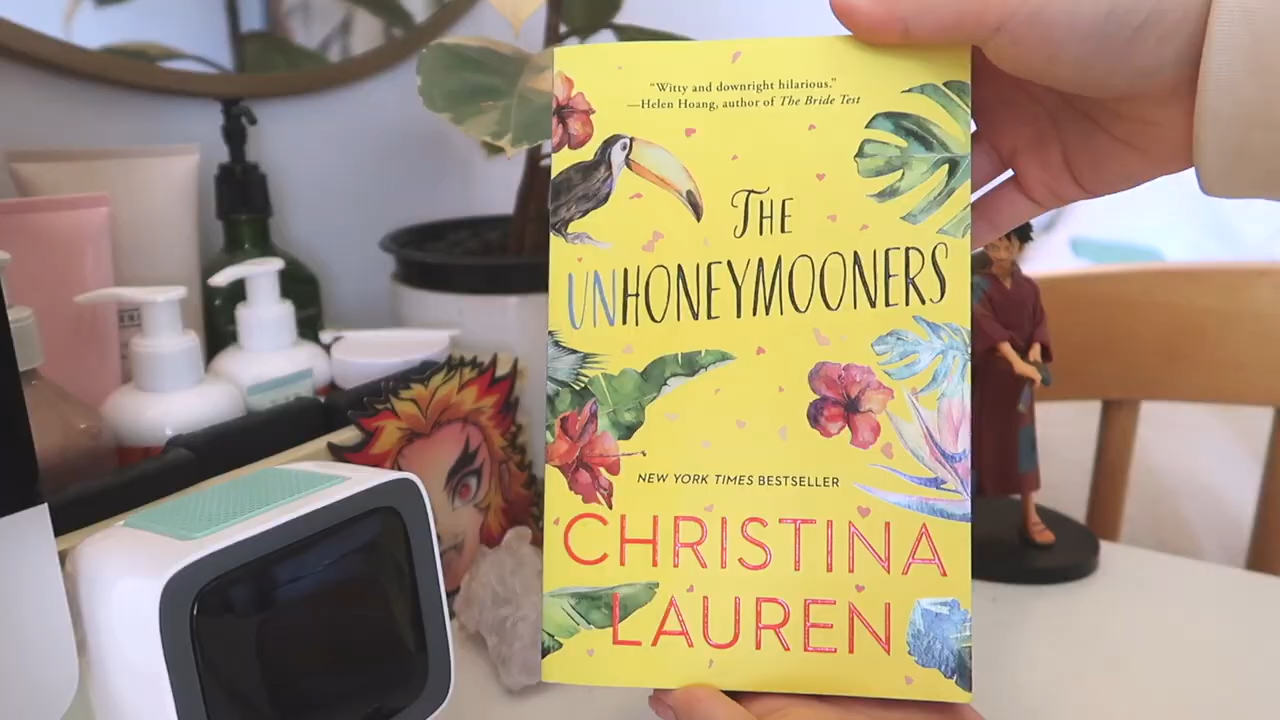 “Witty and downright hilarious.”
—Helen Hoang, author of The Bride Test
THE
UNHONEYMOONERS
NEW YORK TIMES BESTSELLER
CHRISTINA
LAUREN